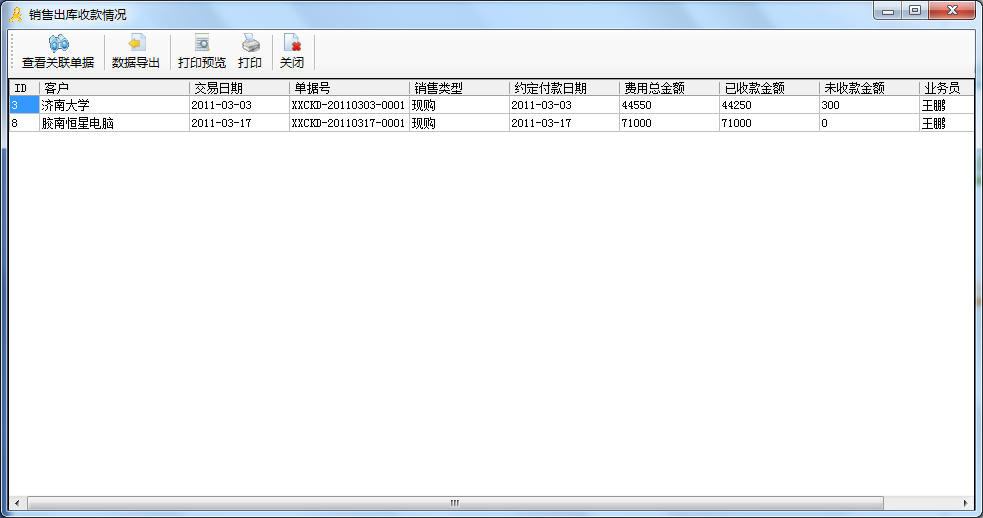 销售出库收款情况
查看关联单据 数据导出 打印预览 打印 关闭
ID 客户 交易日期 单据号 销售类型 约定付款日期 费用总金额 已收款金额 未收款金额 业务员
3 济南大学 2011-03-03 XXCKD-20110303-0001 现购 2011-03-03 44550 44250 300 王鹏
8 胶南恒星电脑 2011-03-17 XXCKD-20110317-0001 现购 2011-03-17 71000 71000 0 王鹏